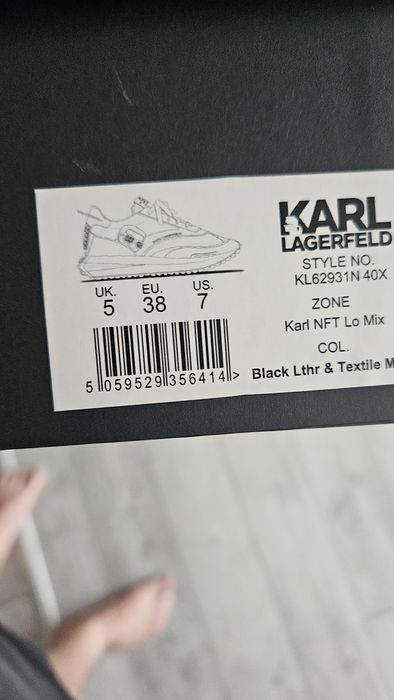 KARL
LAGERFELD
STYLE NO.
KL62931N 40X
ZONE
Karl NFT Lo Mix
COL.
Black Lthr & Textile M
UK. EU. US.
5 38 7
5 059529 356414 >